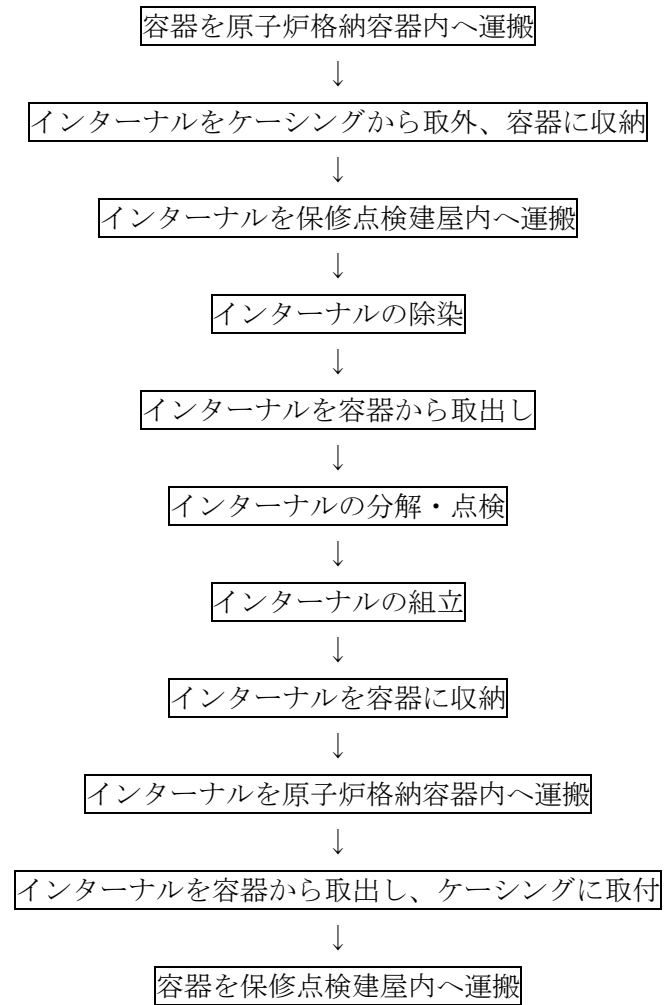 容器を原子炉格納容器内へ運搬
↓
インターナルをケーシングから取外、容器に収納
↓
インターナルを保修点検建屋内へ運搬
↓
インターナルの除染
↓
インターナルを容器から取出し
↓
インターナルの分解・点検
↓
インターナルの組立
↓
インターナルを容器に収納
↓
インターナルを原子炉格納容器内へ運搬
↓
インターナルを容器から取出し、ケーシングに取付
↓
容器を保修点検建屋内へ運搬